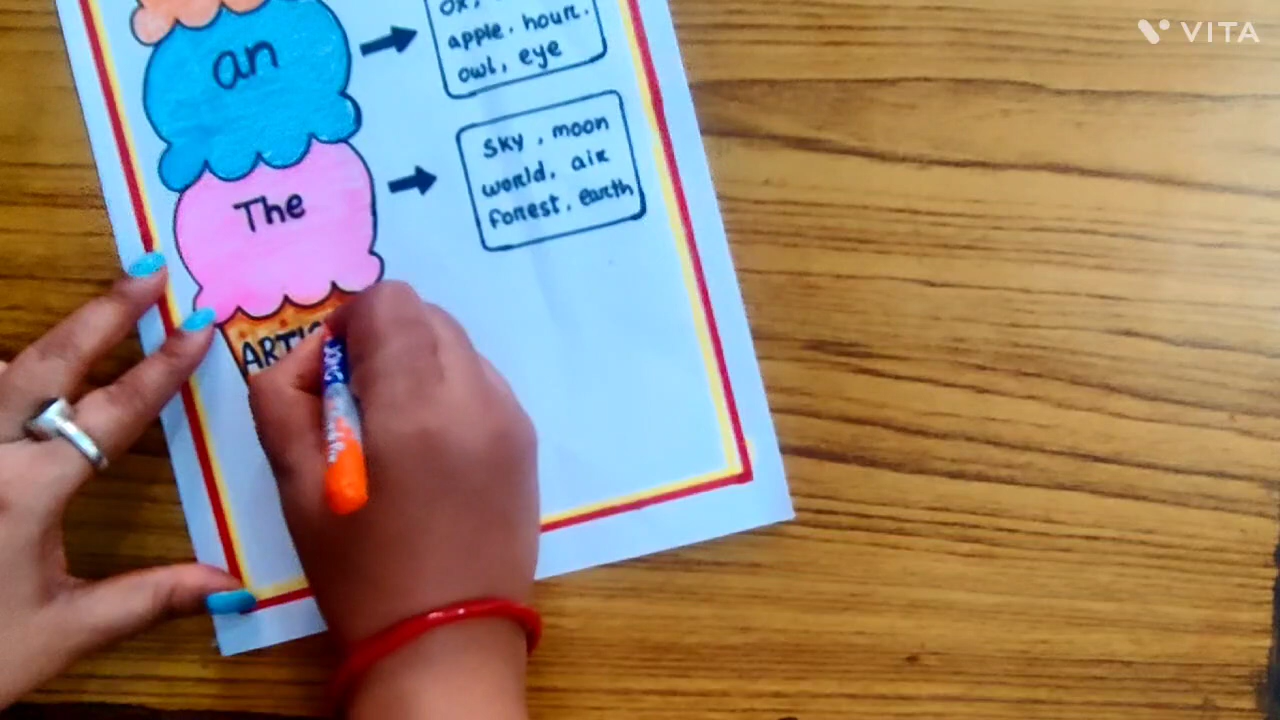 VITA
an
apple, hour.
owl, eye
The
Sky, moon
world, air
forest, earth